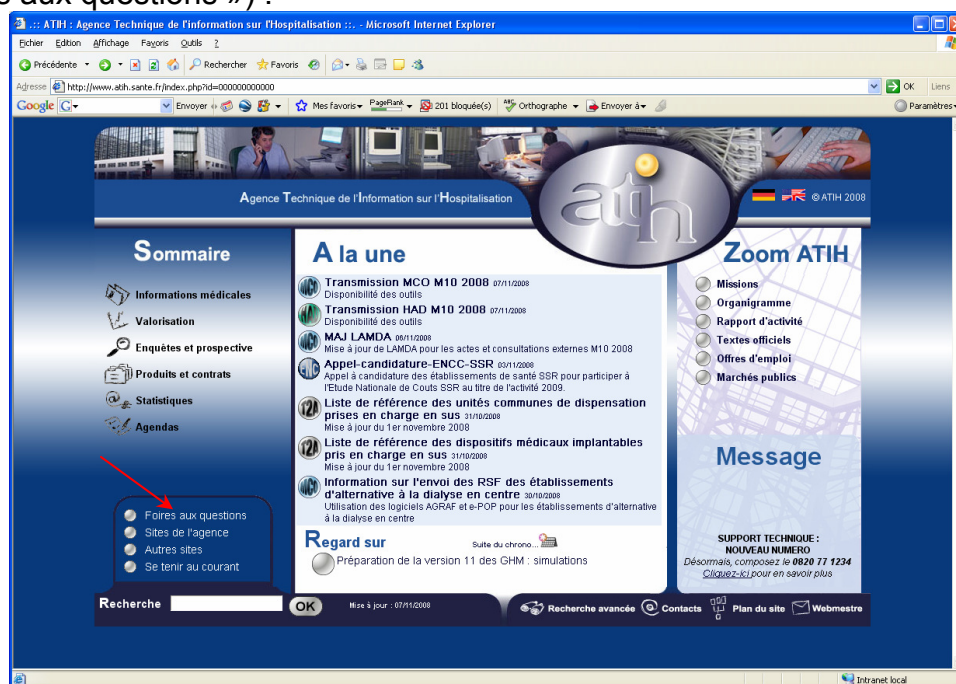 s aux questions ») :
.:: ATIH : Agence Technique de l'information sur l'Hospitalisation ::. - Microsoft Internet Explorer
Fichier Edition Affichage Favoris Outils ?
Précédente Rechercher Favoris
Adresse http://www.atih.sante.fr/index.php?id=000000000000 OK Liens
Google G Envoyer Mes favoris PageRank 201 bloquée(s) Orthographe Envoyer à Paramètres
Agence Technique de l'Information sur l'Hospitalisation
atih
© ATIH 2008
Sommaire
Informations médicales
Valorisation
Enquêtes et prospective
Produits et contrats
Statistiques
Agendas
Foires aux questions
Sites de l'agence
Autres sites
Se tenir au courant
A la une
Transmission MCO M10 2008 07/11/2008
Disponibilité des outils
Transmission HAD M10 2008 07/11/2008
Disponibilité des outils
MAJ LAMDA 06/11/2008
Mise à jour de LAMDA pour les actes et consultations externes M10 2008
Appel-candidature-ENCC-SSR 03/11/2008
Appel à candidature des établissements de santé SSR pour participer à
l'Etude Nationale de Couts SSR au titre de l'activité 2009.
Liste de référence des unités communes de dispensation
prises en charge en sus 31/10/2008
Mise à jour du 1er novembre 2008
Liste de référence des dispositifs médicaux implantables
pris en charge en sus 31/10/2008
Mise à jour du 1er novembre 2008
Information sur l'envoi des RSF des établissements
d'alternative à la dialyse en centre 30/10/2008
Utilisation des logiciels AGRAF et e-POP pour les établissements d'alternative
à la dialyse en centre
Regard sur Suite du chrono...
Préparation de la version 11 des GHM : simulations
Zoom ATIH
Missions
Organigramme
Rapport d'activité
Textes officiels
Offres d'emploi
Marchés publics
Message
SUPPORT TECHNIQUE :
NOUVEAU NUMERO
Désormais, composez le 0820 77 1234
Cliquez-ici pour en savoir plus
Recherche OK Mise à jour : 07/11/2008 Recherche avancée Contacts Plan du site Webmestre
Intranet local